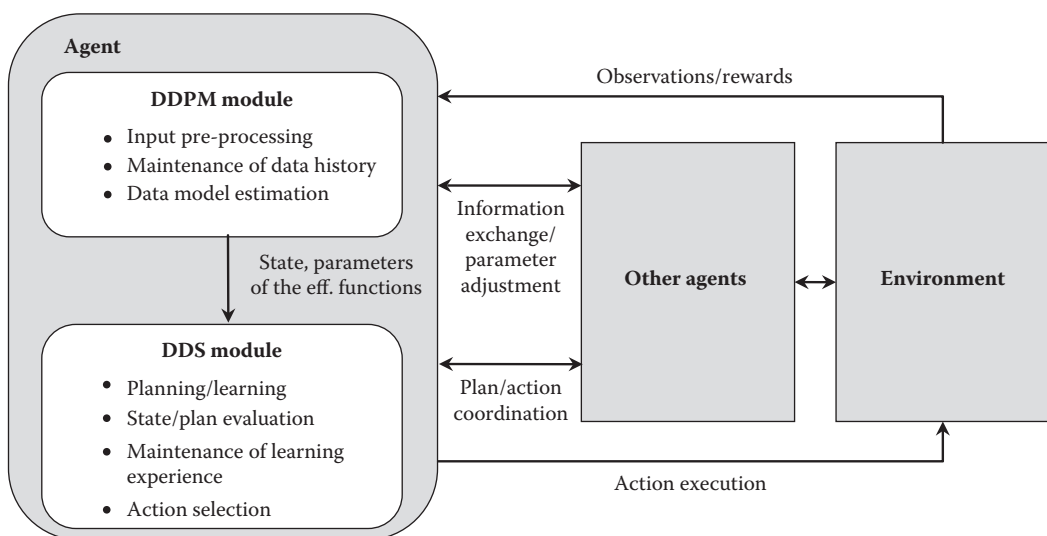 Agent
DDPM module
• Input pre-processing
• Maintenance of data history
• Data model estimation
State, parameters
of the eff. functions
DDS module
• Planning/learning
• State/plan evaluation
• Maintenance of learning
experience
• Action selection
Observations/rewards
Information
exchange/
parameter
adjustment
Plan/action
coordination
Other agents
Environment
Action execution